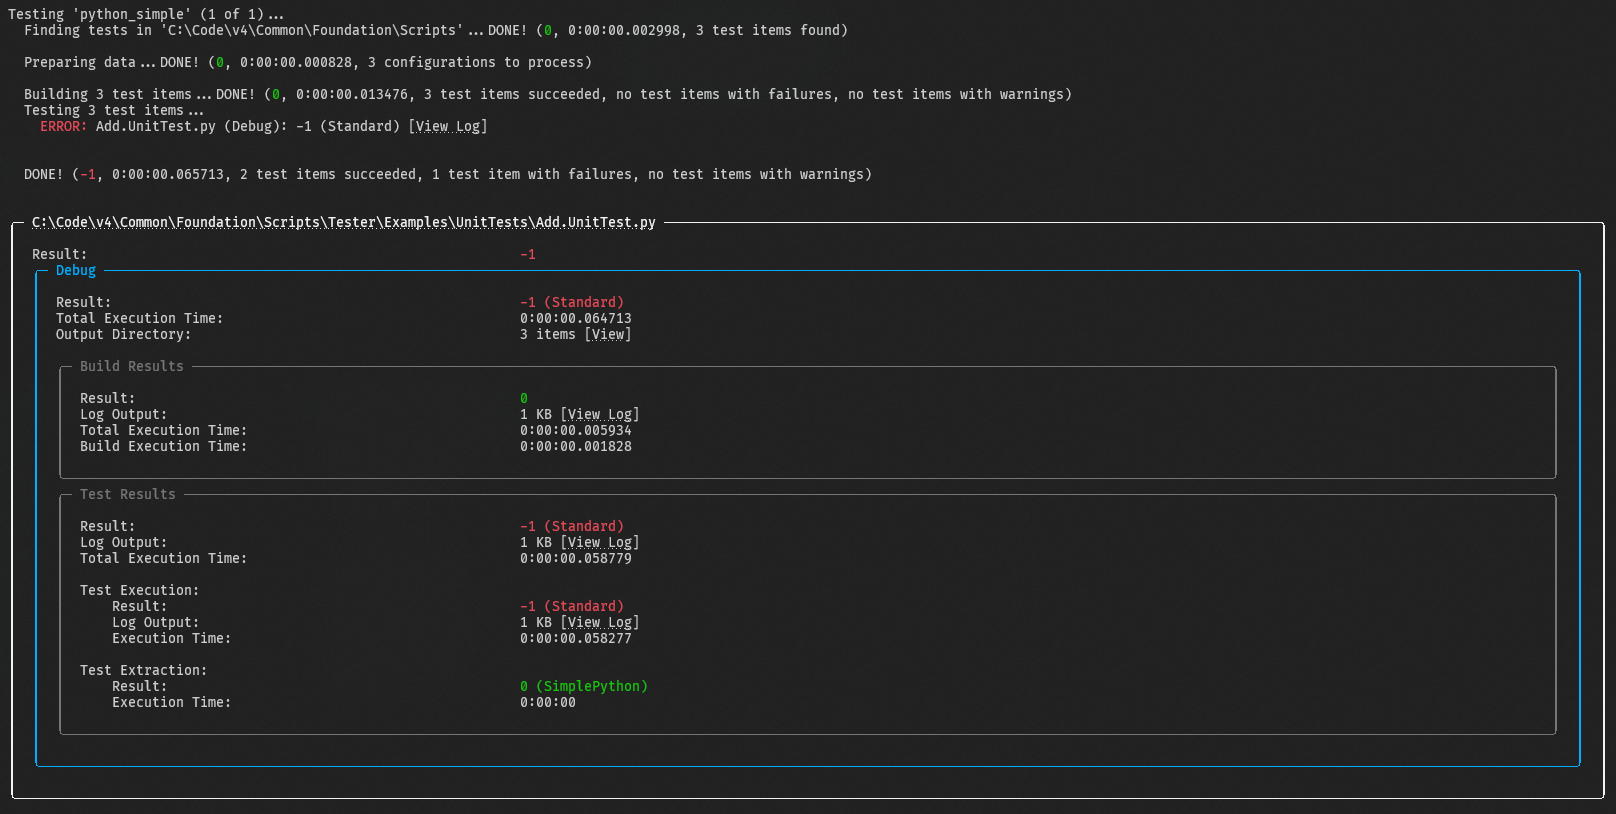 Testing 'python_simple' (1 of 1)...
Finding tests in 'C:\Code\v4\Common\Foundation\Scripts'...DONE! (0, 0:00:00.002998, 3 test items found)
Preparing data...DONE! (0, 0:00:00.000828, 3 configurations to process)
Building 3 test items...DONE! (0, 0:00:00.013476, 3 test items succeeded, no test items with failures, no test items with warnings)
Testing 3 test items...
ERROR: Add.UnitTest.py (Debug): -1 (Standard) [View Log]
DONE! (-1, 0:00:00.065713, 2 test items succeeded, 1 test item with failures, no test items with warnings)
C:\Code\v4\Common\Foundation\Scripts\Tester\Examples\UnitTests\Add.UnitTest.py
Result: -1
Debug
Result: -1 (Standard)
Total Execution Time: 0:00:00.064713
Output Directory: 3 items [View]
Build Results
Result: 0
Log Output: 1 KB [View Log]
Total Execution Time: 0:00:00.005934
Build Execution Time: 0:00:00.001828
Test Results
Result: -1 (Standard)
Log Output: 1 KB [View Log]
Total Execution Time: 0:00:00.058779
Test Execution:
Result: -1 (Standard)
Log Output: 1 KB [View Log]
Execution Time: 0:00:00.058277
Test Extraction:
Result: 0 (SimplePython)
Execution Time: 0:00:00